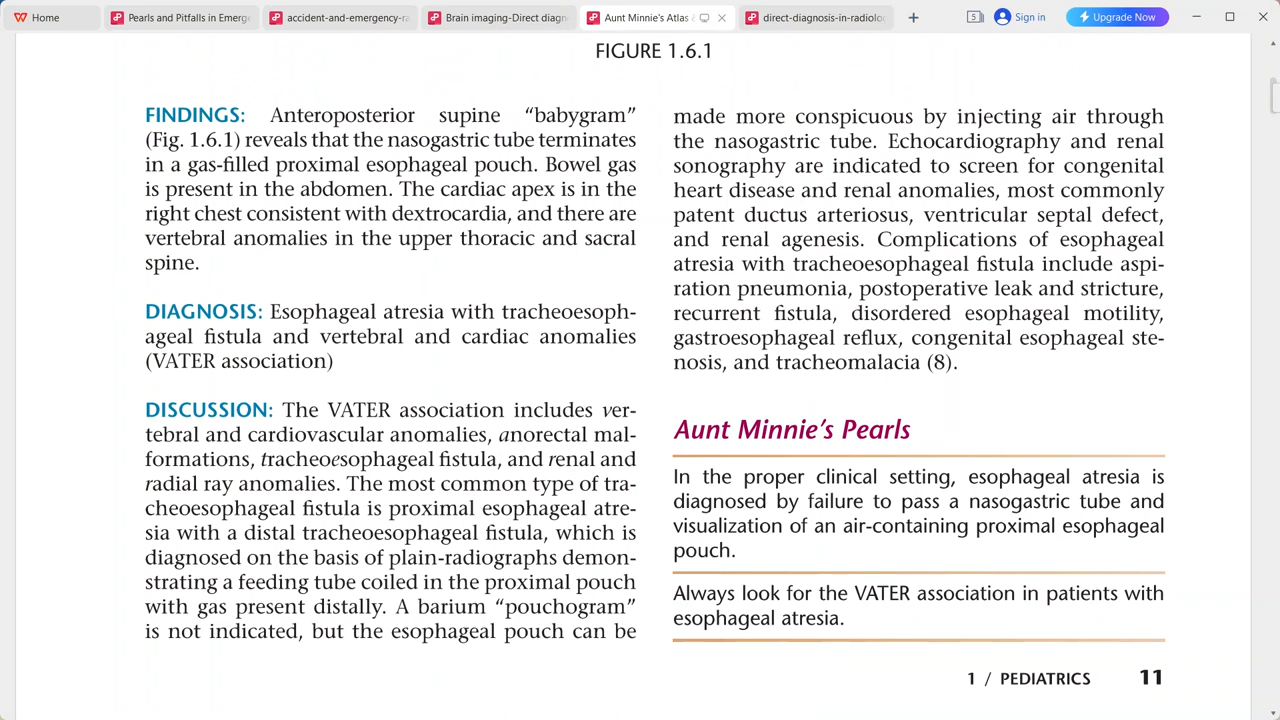 Home
Pearls and Pitfalls in Emerg
accident-and-emergency-ra
Brain imaging-Direct diagn
Aunt Minnie's Atlas
direct-diagnosis-in-radiolo
5
Sign in
Upgrade Now
FIGURE 1.6.1
FINDINGS: Anteroposterior supine “babygram”
(Fig. 1.6.1) reveals that the nasogastric tube terminates
in a gas-filled proximal esophageal pouch. Bowel gas
is present in the abdomen. The cardiac apex is in the
right chest consistent with dextrocardia, and there are
vertebral anomalies in the upper thoracic and sacral
spine.
DIAGNOSIS: Esophageal atresia with tracheoesoph-
ageal fistula and vertebral and cardiac anomalies
(VATER association)
DISCUSSION: The VATER association includes ver-
tebral and cardiovascular anomalies, anorectal mal-
formations, tracheoesophageal fistula, and renal and
radial ray anomalies. The most common type of tra-
cheoesophageal fistula is proximal esophageal atre-
sia with a distal tracheoesophageal fistula, which is
diagnosed on the basis of plain-radiographs demon-
strating a feeding tube coiled in the proximal pouch
with gas present distally. A barium “pouchogram”
is not indicated, but the esophageal pouch can be
made more conspicuous by injecting air through
the nasogastric tube. Echocardiography and renal
sonography are indicated to screen for congenital
heart disease and renal anomalies, most commonly
patent ductus arteriosus, ventricular septal defect,
and renal agenesis. Complications of esophageal
atresia with tracheoesophageal fistula include aspi-
ration pneumonia, postoperative leak and stricture,
recurrent fistula, disordered esophageal motility,
gastroesophageal reflux, congenital esophageal ste-
nosis, and tracheomalacia (8).
Aunt Minnie’s Pearls
In the proper clinical setting, esophageal atresia is
diagnosed by failure to pass a nasogastric tube and
visualization of an air-containing proximal esophageal
pouch.
Always look for the VATER association in patients with
esophageal atresia.
1 / PEDIATRICS 11